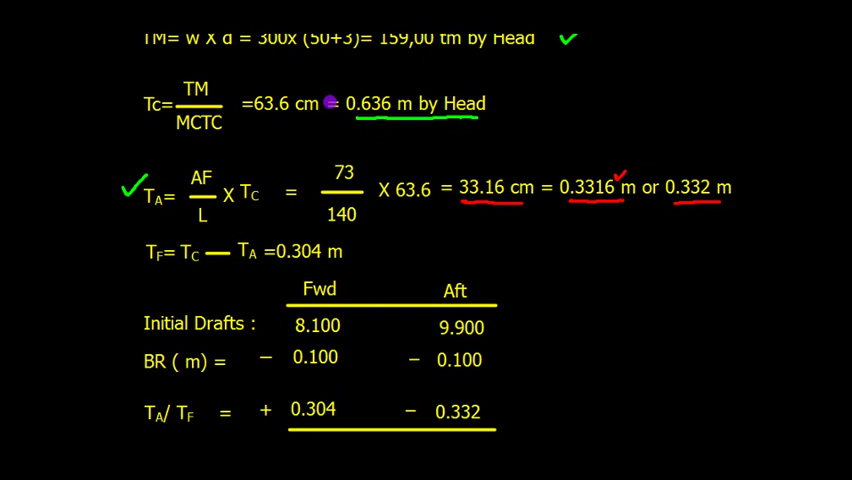 TM= w X d = 300x (50+3)= 159,00 tm by Head
Tc= TM / MCTC =63.6 cm = 0.636 m by Head
TA= AF / L X TC = 73 / 140 X 63.6 = 33.16 cm = 0.3316 m or 0.332 m
TF= TC — TA =0.304 m
Fwd Aft
Initial Drafts : 8.100 9.900
BR ( m) = – 0.100 – 0.100
TA/ TF = + 0.304 – 0.332